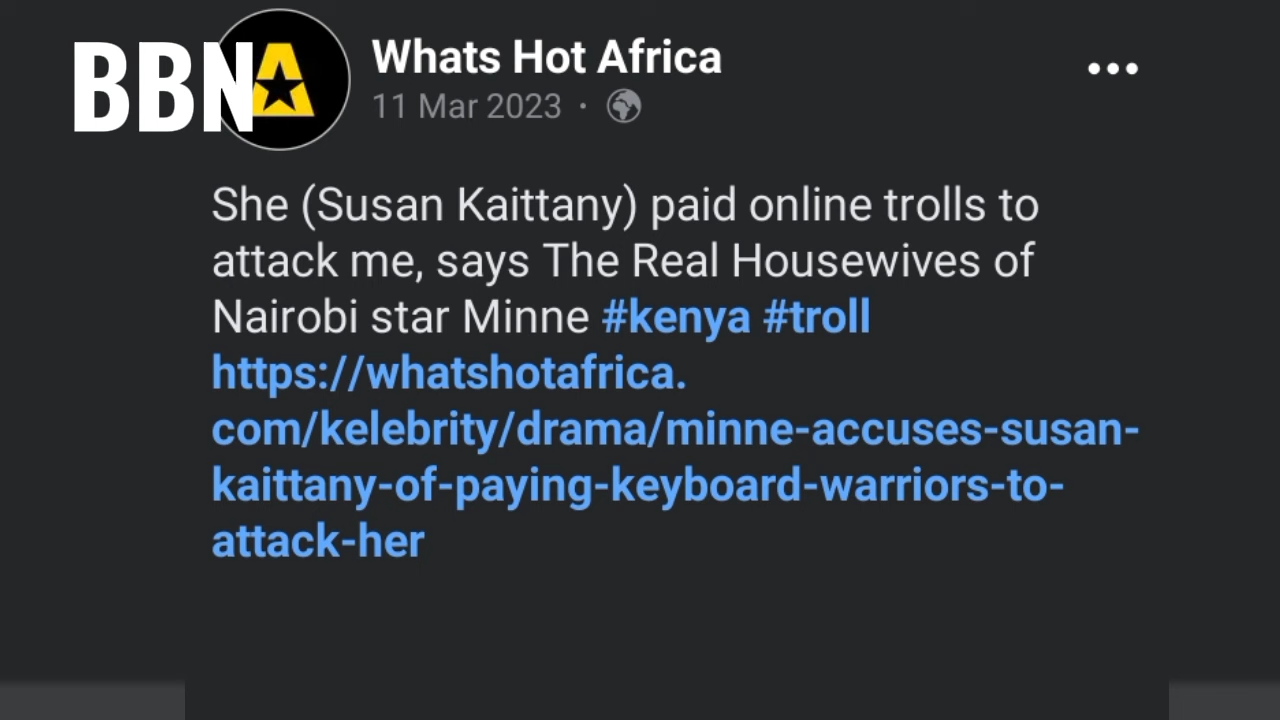 BBN
Whats Hot Africa
11 Mar 2023 ·
She (Susan Kaittany) paid online trolls to
attack me, says The Real Housewives of
Nairobi star Minne #kenya #troll
https://whatshotafrica.
com/kelebrity/drama/minne-accuses-susan-
kaittany-of-paying-keyboard-warriors-to-
attack-her